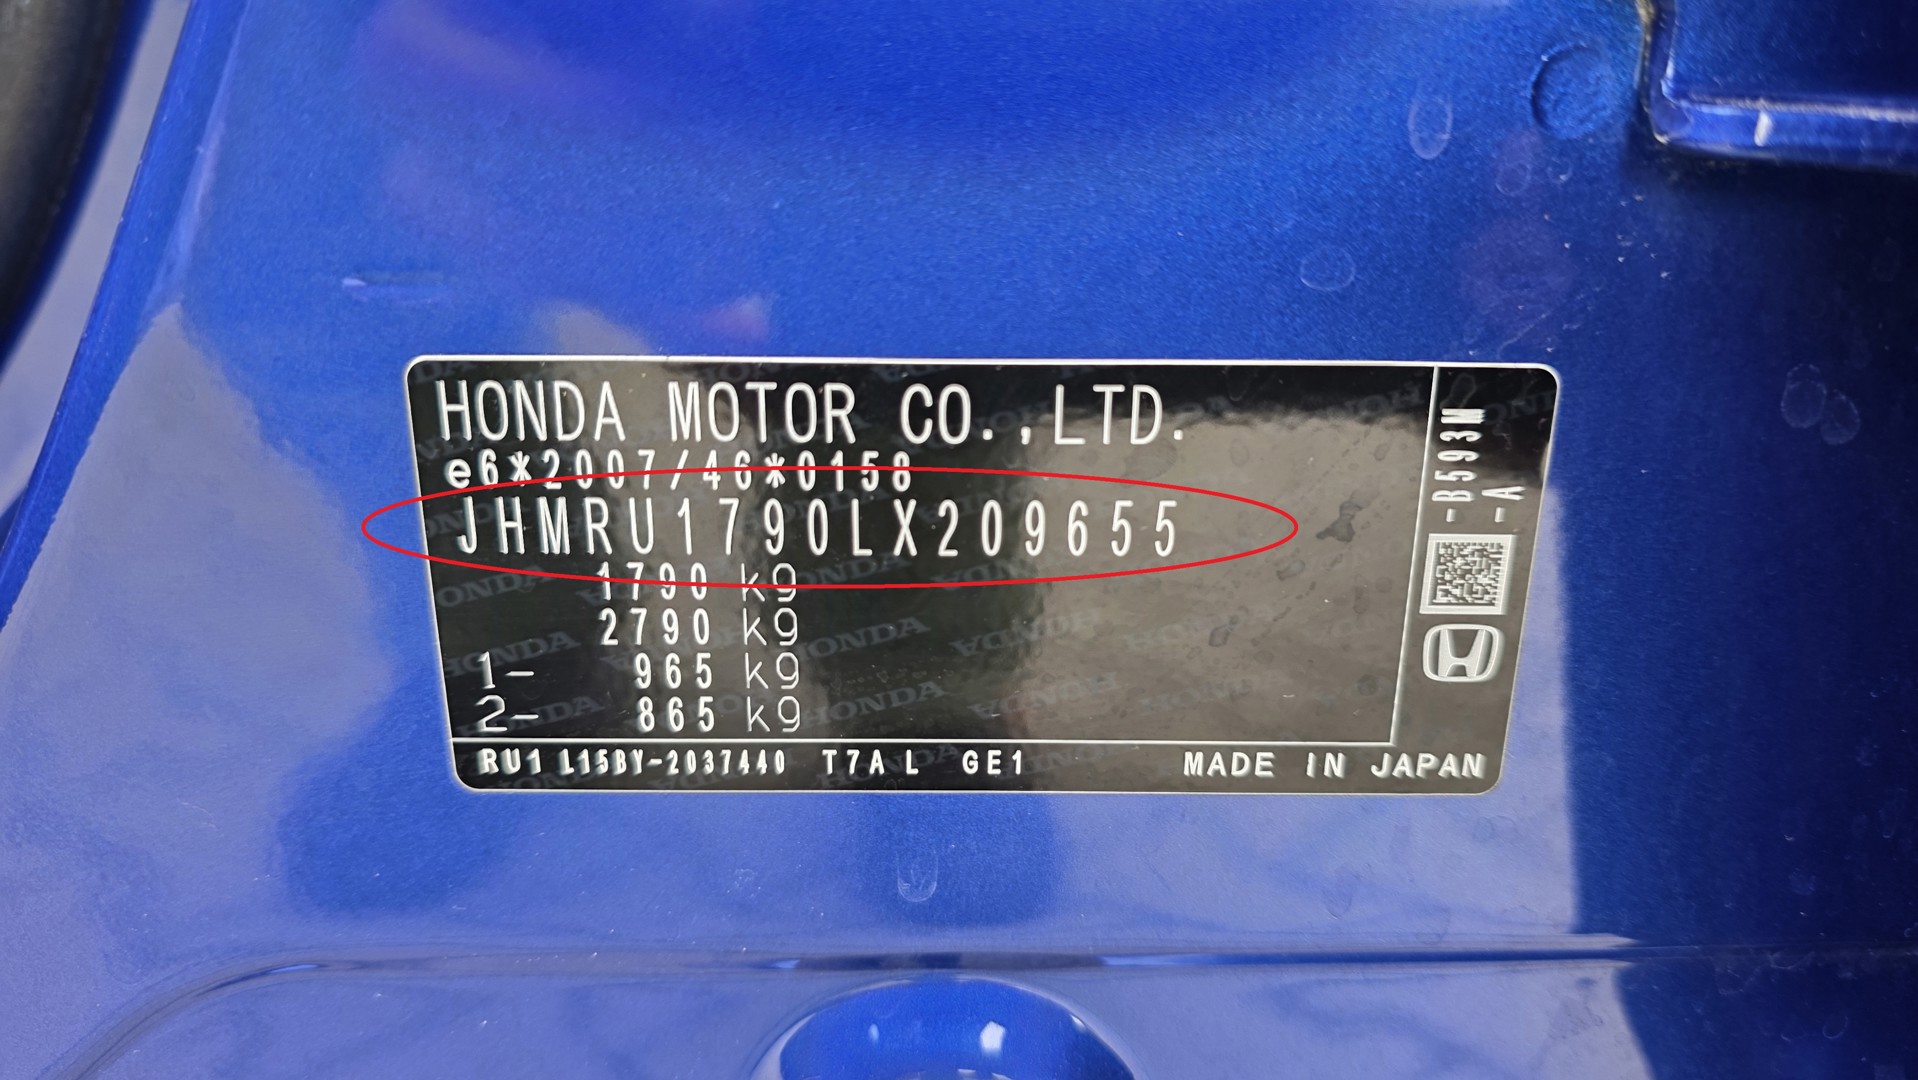 HONDA MOTOR CO.,LTD.
e6*2007/46*0158
JHMRU1790LX209655
1790 kg
2790 kg
1- 965 kg
2- 865 kg
RU1 L15BY-2037440 T7A L GE1 MADE IN JAPAN
-B593M
-A